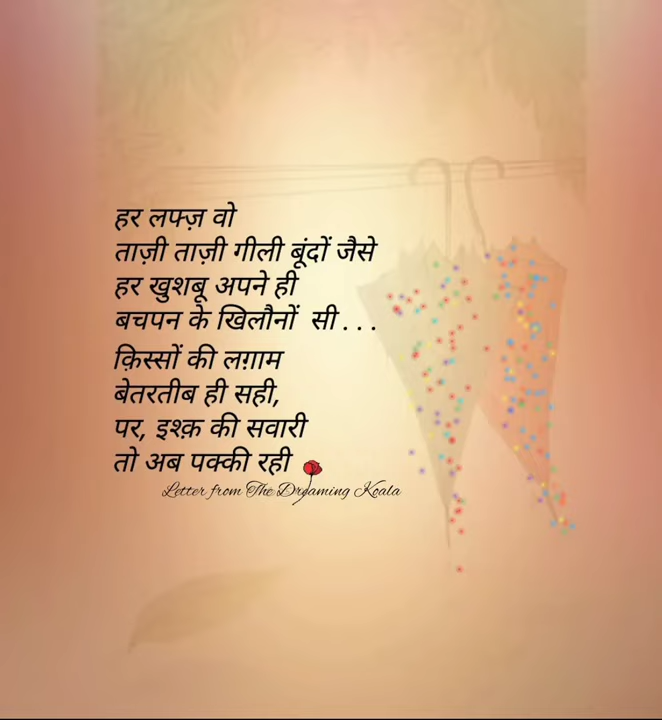 हर लफ्ज़ वो
ताज़ी ताज़ी गीली बूंदों जैसे
हर खुशबू अपने ही
बचपन के खिलौनों  सी . . .
क़िस्सों की लग़ाम
बेतरतीब ही सही,
पर, इश्क़ की सवारी
तो अब पक्की रही
Letter from The Dreaming Koala